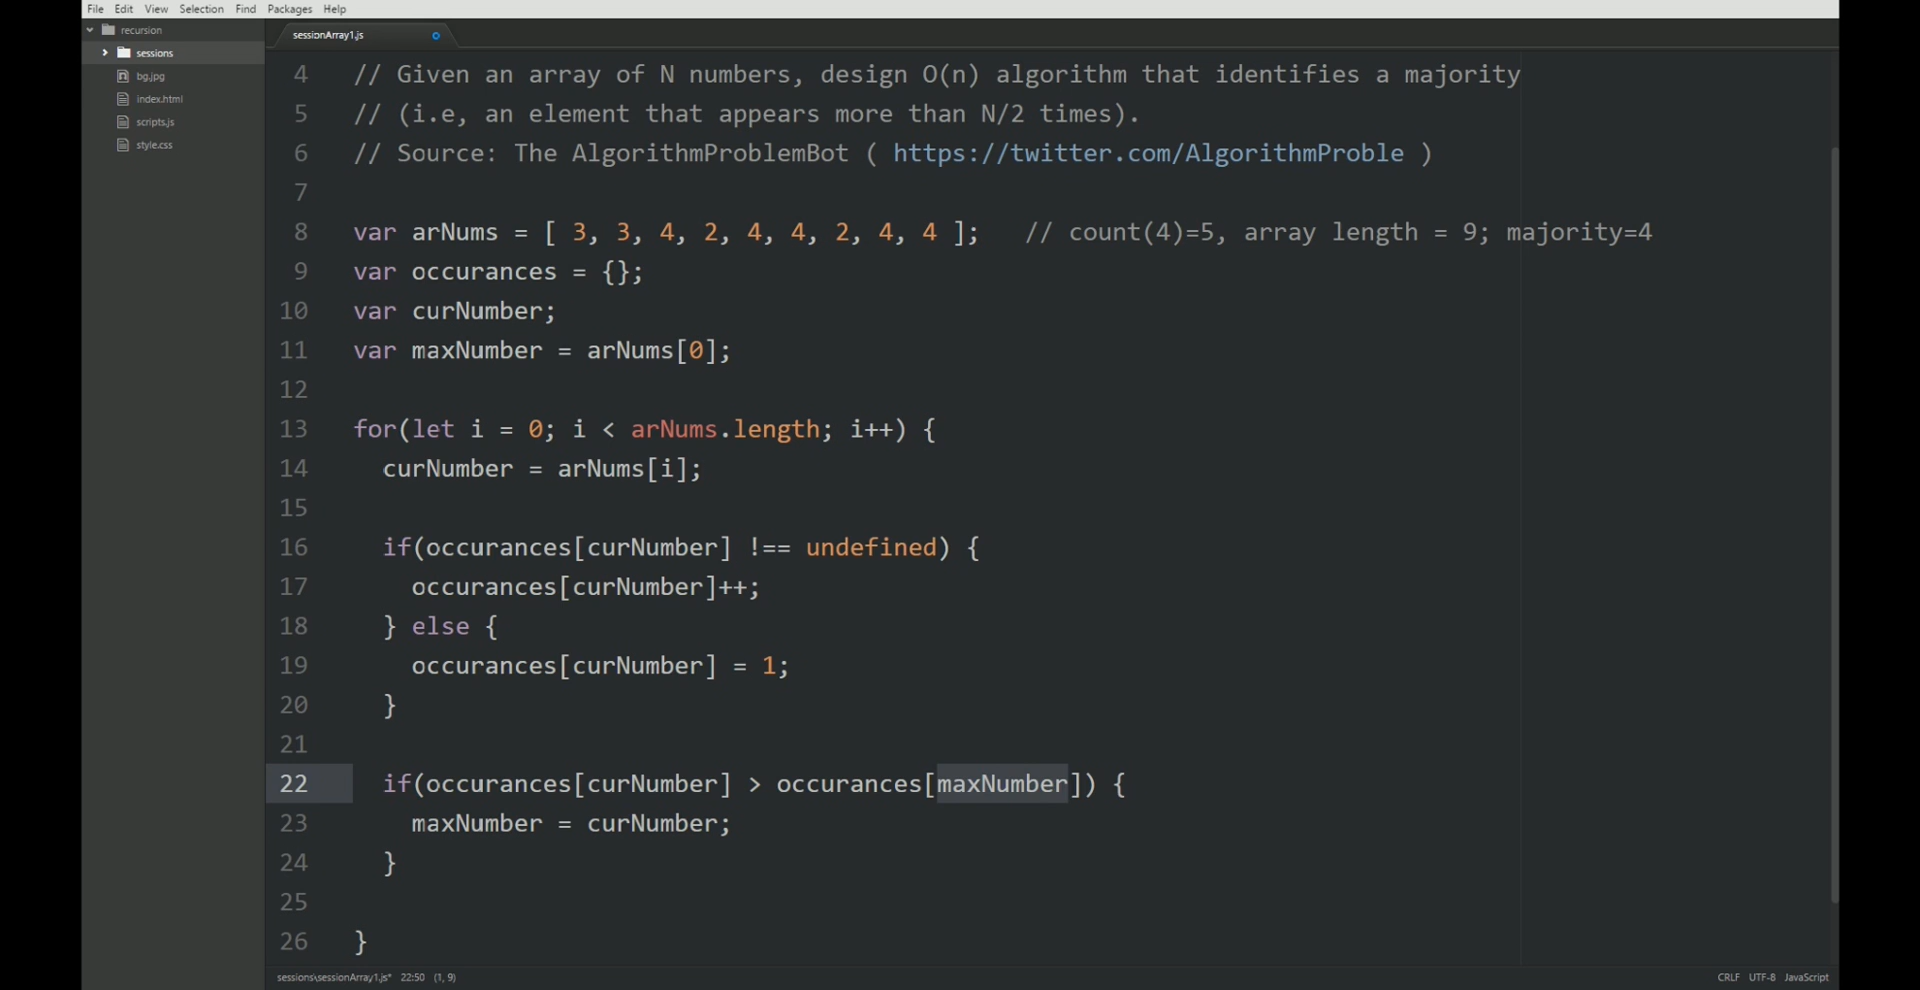 File Edit View Selection Find Packages Help
recursion
sessions
bg.jpg
index.html
scripts.js
style.css
sessionArray1.js
4 // Given an array of N numbers, design O(n) algorithm that identifies a majority
5 // (i.e, an element that appears more than N/2 times).
6 // Source: The AlgorithmProblemBot ( https://twitter.com/AlgorithmProble )
7
8 var arNums = [ 3, 3, 4, 2, 4, 4, 2, 4, 4 ]; // count(4)=5, array length = 9; majority=4
9 var occurances = {};
10 var curNumber;
11 var maxNumber = arNums[0];
12
13 for(let i = 0; i < arNums.length; i++) {
14 curNumber = arNums[i];
15
16 if(occurances[curNumber] !== undefined) {
17 occurances[curNumber]++;
18 } else {
19 occurances[curNumber] = 1;
20 }
21
22 if(occurances[curNumber] > occurances[maxNumber]) {
23 maxNumber = curNumber;
24 }
25
26 }
sessions\sessionArray1.js* 22:50 (1, 9) CRLF UTF-8 JavaScript